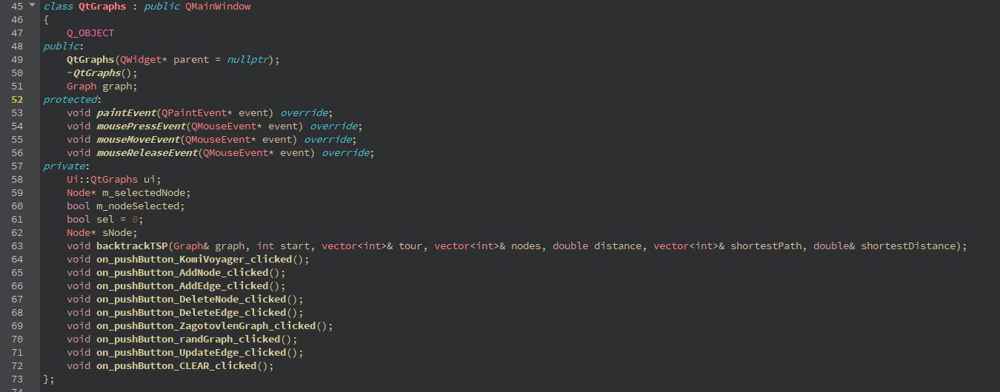 45 class QtGraphs : public QMainWindow
46 {
47     Q_OBJECT
48 public:
49     QtGraphs(QWidget* parent = nullptr);
50     ~QtGraphs();
51     Graph graph;
52 protected:
53     void paintEvent(QPaintEvent* event) override;
54     void mousePressEvent(QMouseEvent* event) override;
55     void mouseMoveEvent(QMouseEvent* event) override;
56     void mouseReleaseEvent(QMouseEvent* event) override;
57 private:
58     Ui::QtGraphs ui;
59     Node* m_selectedNode;
60     bool m_nodeSelected;
61     bool sel = 0;
62     Node* sNode;
63     void backtrackTSP(Graph& graph, int start, vector<int>& tour, vector<int>& nodes, double distance, vector<int>& shortestPath, double& shortestDistance);
64     void on_pushButton_KomiVoyager_clicked();
65     void on_pushButton_AddNode_clicked();
66     void on_pushButton_AddEdge_clicked();
67     void on_pushButton_DeleteNode_clicked();
68     void on_pushButton_DeleteEdge_clicked();
69     void on_pushButton_ZagotovlenGraph_clicked();
70     void on_pushButton_randGraph_clicked();
71     void on_pushButton_UpdateEdge_clicked();
72     void on_pushButton_CLEAR_clicked();
73 };
74